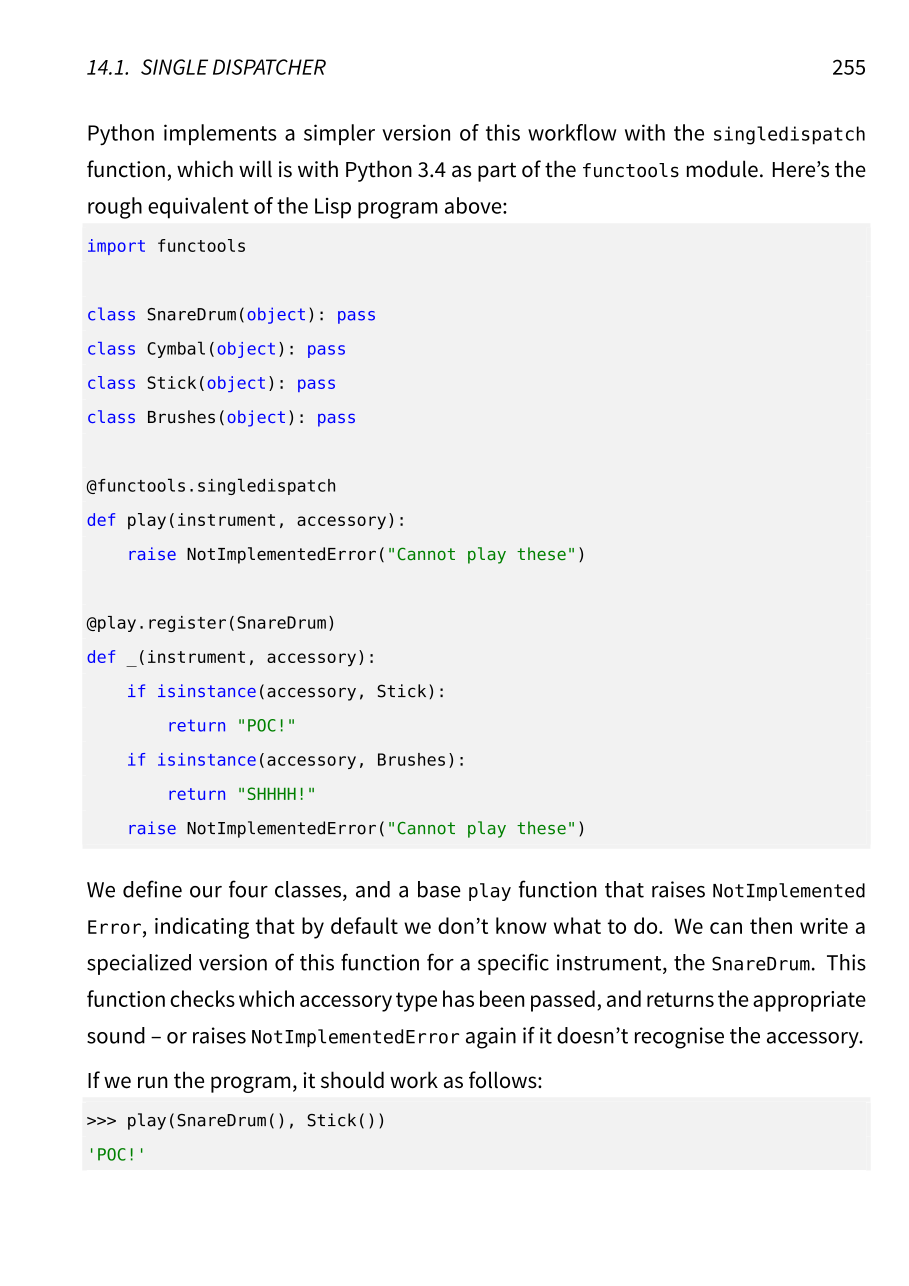 14.1. SINGLE DISPATCHER 255
Python implements a simpler version of this workflow with the singledispatch
function, which will is with Python 3.4 as part of the functools module. Here’s the
rough equivalent of the Lisp program above:
import functools
class SnareDrum(object): pass
class Cymbal(object): pass
class Stick(object): pass
class Brushes(object): pass
@functools.singledispatch
def play(instrument, accessory):
    raise NotImplementedError("Cannot play these")
@play.register(SnareDrum)
def _(instrument, accessory):
    if isinstance(accessory, Stick):
        return "POC!"
    if isinstance(accessory, Brushes):
        return "SHHHH!"
    raise NotImplementedError("Cannot play these")
We define our four classes, and a base play function that raises NotImplemented
Error, indicating that by default we don’t know what to do. We can then write a
specialized version of this function for a specific instrument, the SnareDrum. This
function checks which accessory type has been passed, and returns the appropriate
sound – or raises NotImplementedError again if it doesn’t recognise the accessory.
If we run the program, it should work as follows:
>>> play(SnareDrum(), Stick())
'POC!'